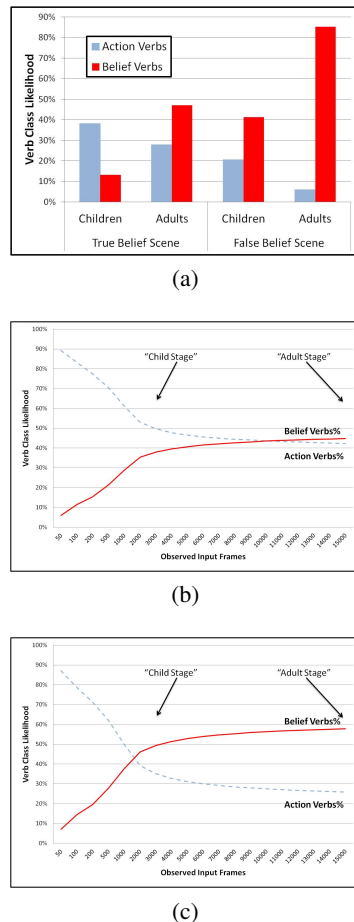 Verb Class Likelihood
90%
80%
70%
60%
50%
40%
30%
20%
10%
0%
Action Verbs
Belief Verbs
Children Adults Children Adults
True Belief Scene False Belief Scene
(a)
Verb Class Likelihood
100%
90%
80%
70%
60%
50%
40%
30%
20%
10%
0%
"Child Stage" "Adult Stage"
Belief Verbs%
Action Verbs%
50 100 200 500 1000 2000 3000 4000 5000 6000 7000 8000 9000 10000 11000 12000 13000 14000 15000
Observed Input Frames
(b)
Verb Class Likelihood
100%
90%
80%
70%
60%
50%
40%
30%
20%
10%
0%
"Child Stage" "Adult Stage"
Belief Verbs%
Action Verbs%
50 100 200 500 1000 2000 3000 4000 5000 6000 7000 8000 9000 10000 11000 12000 13000 14000 15000
Observed Input Frames
(c)